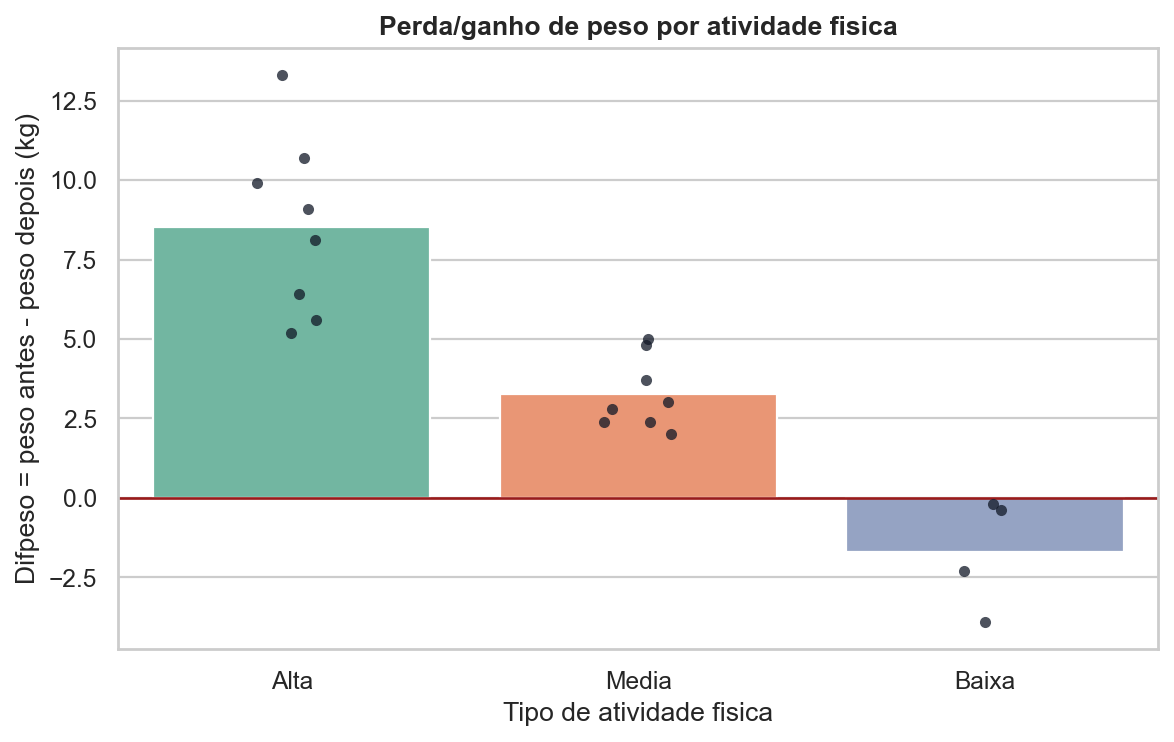 Perda/ganho de peso por atividade fisica
Difpeso = peso antes - peso depois (kg)
12.5
10.0
7.5
5.0
2.5
0.0
−2.5
Alta
Media
Baixa
Tipo de atividade fisica